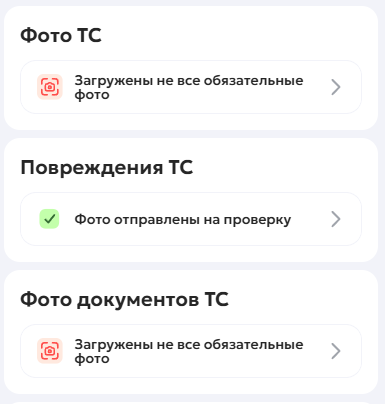 Фото ТС
Загружены не все обязательные
фото
Повреждения ТС
Фото отправлены на проверку
Фото документов ТС
Загружены не все обязательные
фото